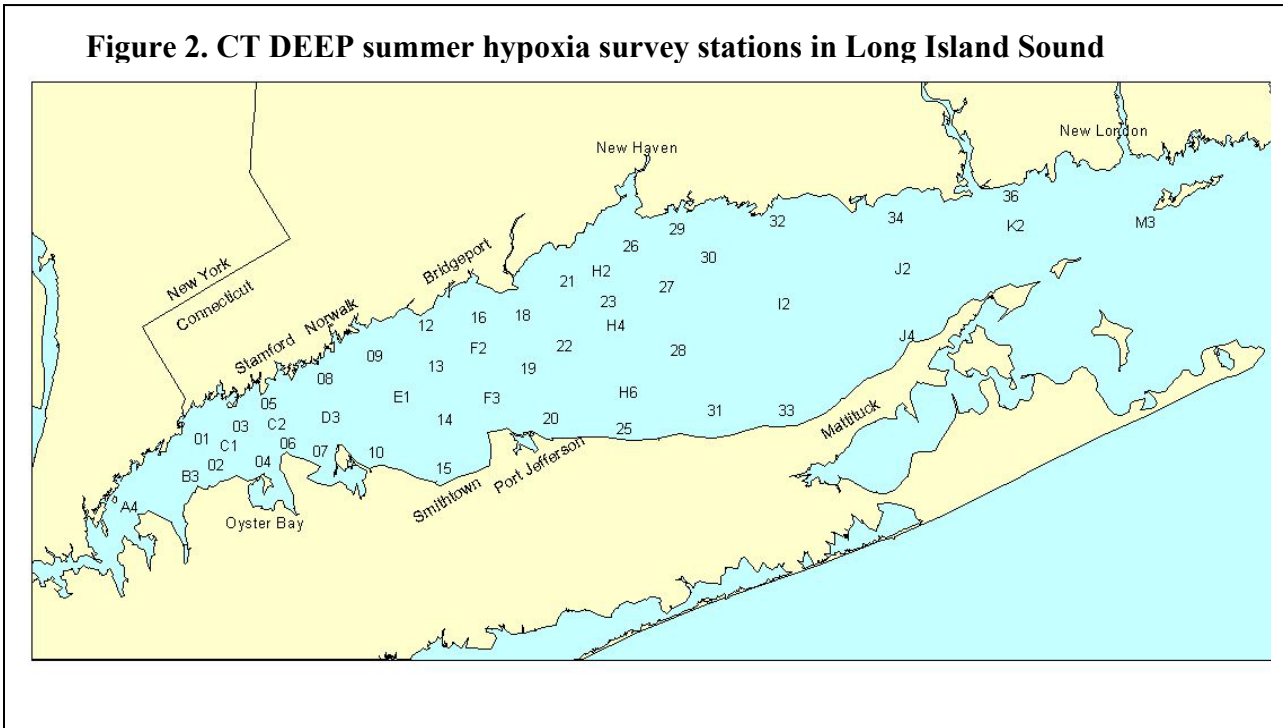 Figure 2. CT DEEP summer hypoxia survey stations in Long Island Sound
New London
New Haven
36
32
34
29
K2
M3
26
30
Bridgeport
New York
Connecticut
H2
J2
21
27
23
I2
16
18
12
H4
J4
Norwalk
Stamford
09
F2
22
28
13
19
08
05
E1
F3
H6
D3
31
33
03
C2
14
20
25
Mattituck
01
C1
06
07
10
02
04
15
B3
Smithtown
Port Jefferson
A4
Oyster Bay